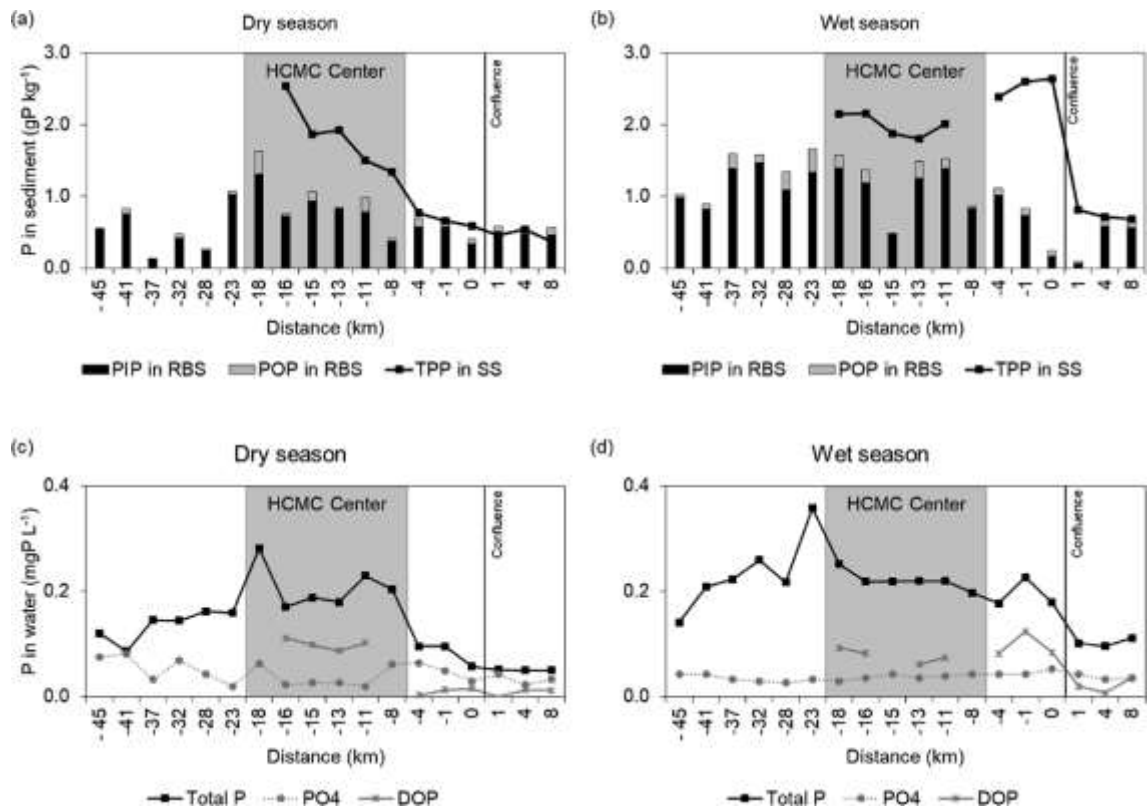 (a)
Dry season
P in sediment (gP kg⁻¹)
3.0
2.0
1.0
0.0
HCMC Center
Confluence
-45 -41 -37 -32 -28 -23 -18 -16 -15 -13 -11 -8 -4 -1 0 1 4 8
Distance (km)
PIP in RBS POP in RBS TPP in SS
(b)
Wet season
3.0
2.0
1.0
0.0
HCMC Center
Confluence
-45 -41 -37 -32 -28 -23 -18 -16 -15 -13 -11 -8 -4 -1 0 1 4 8
Distance (km)
PIP in RBS POP in RBS TPP in SS
(c)
Dry season
P in water (mgP L⁻¹)
0.4
0.2
0.0
HCMC Center
Confluence
-45 -41 -37 -32 -28 -23 -18 -16 -15 -13 -11 -8 -4 -1 0 1 4 8
Distance (km)
Total P PO4 DOP
(d)
Wet season
0.4
0.2
0.0
HCMC Center
Confluence
-45 -41 -37 -32 -28 -23 -18 -16 -15 -13 -11 -8 -4 -1 0 1 4 8
Distance (km)
Total P PO4 DOP